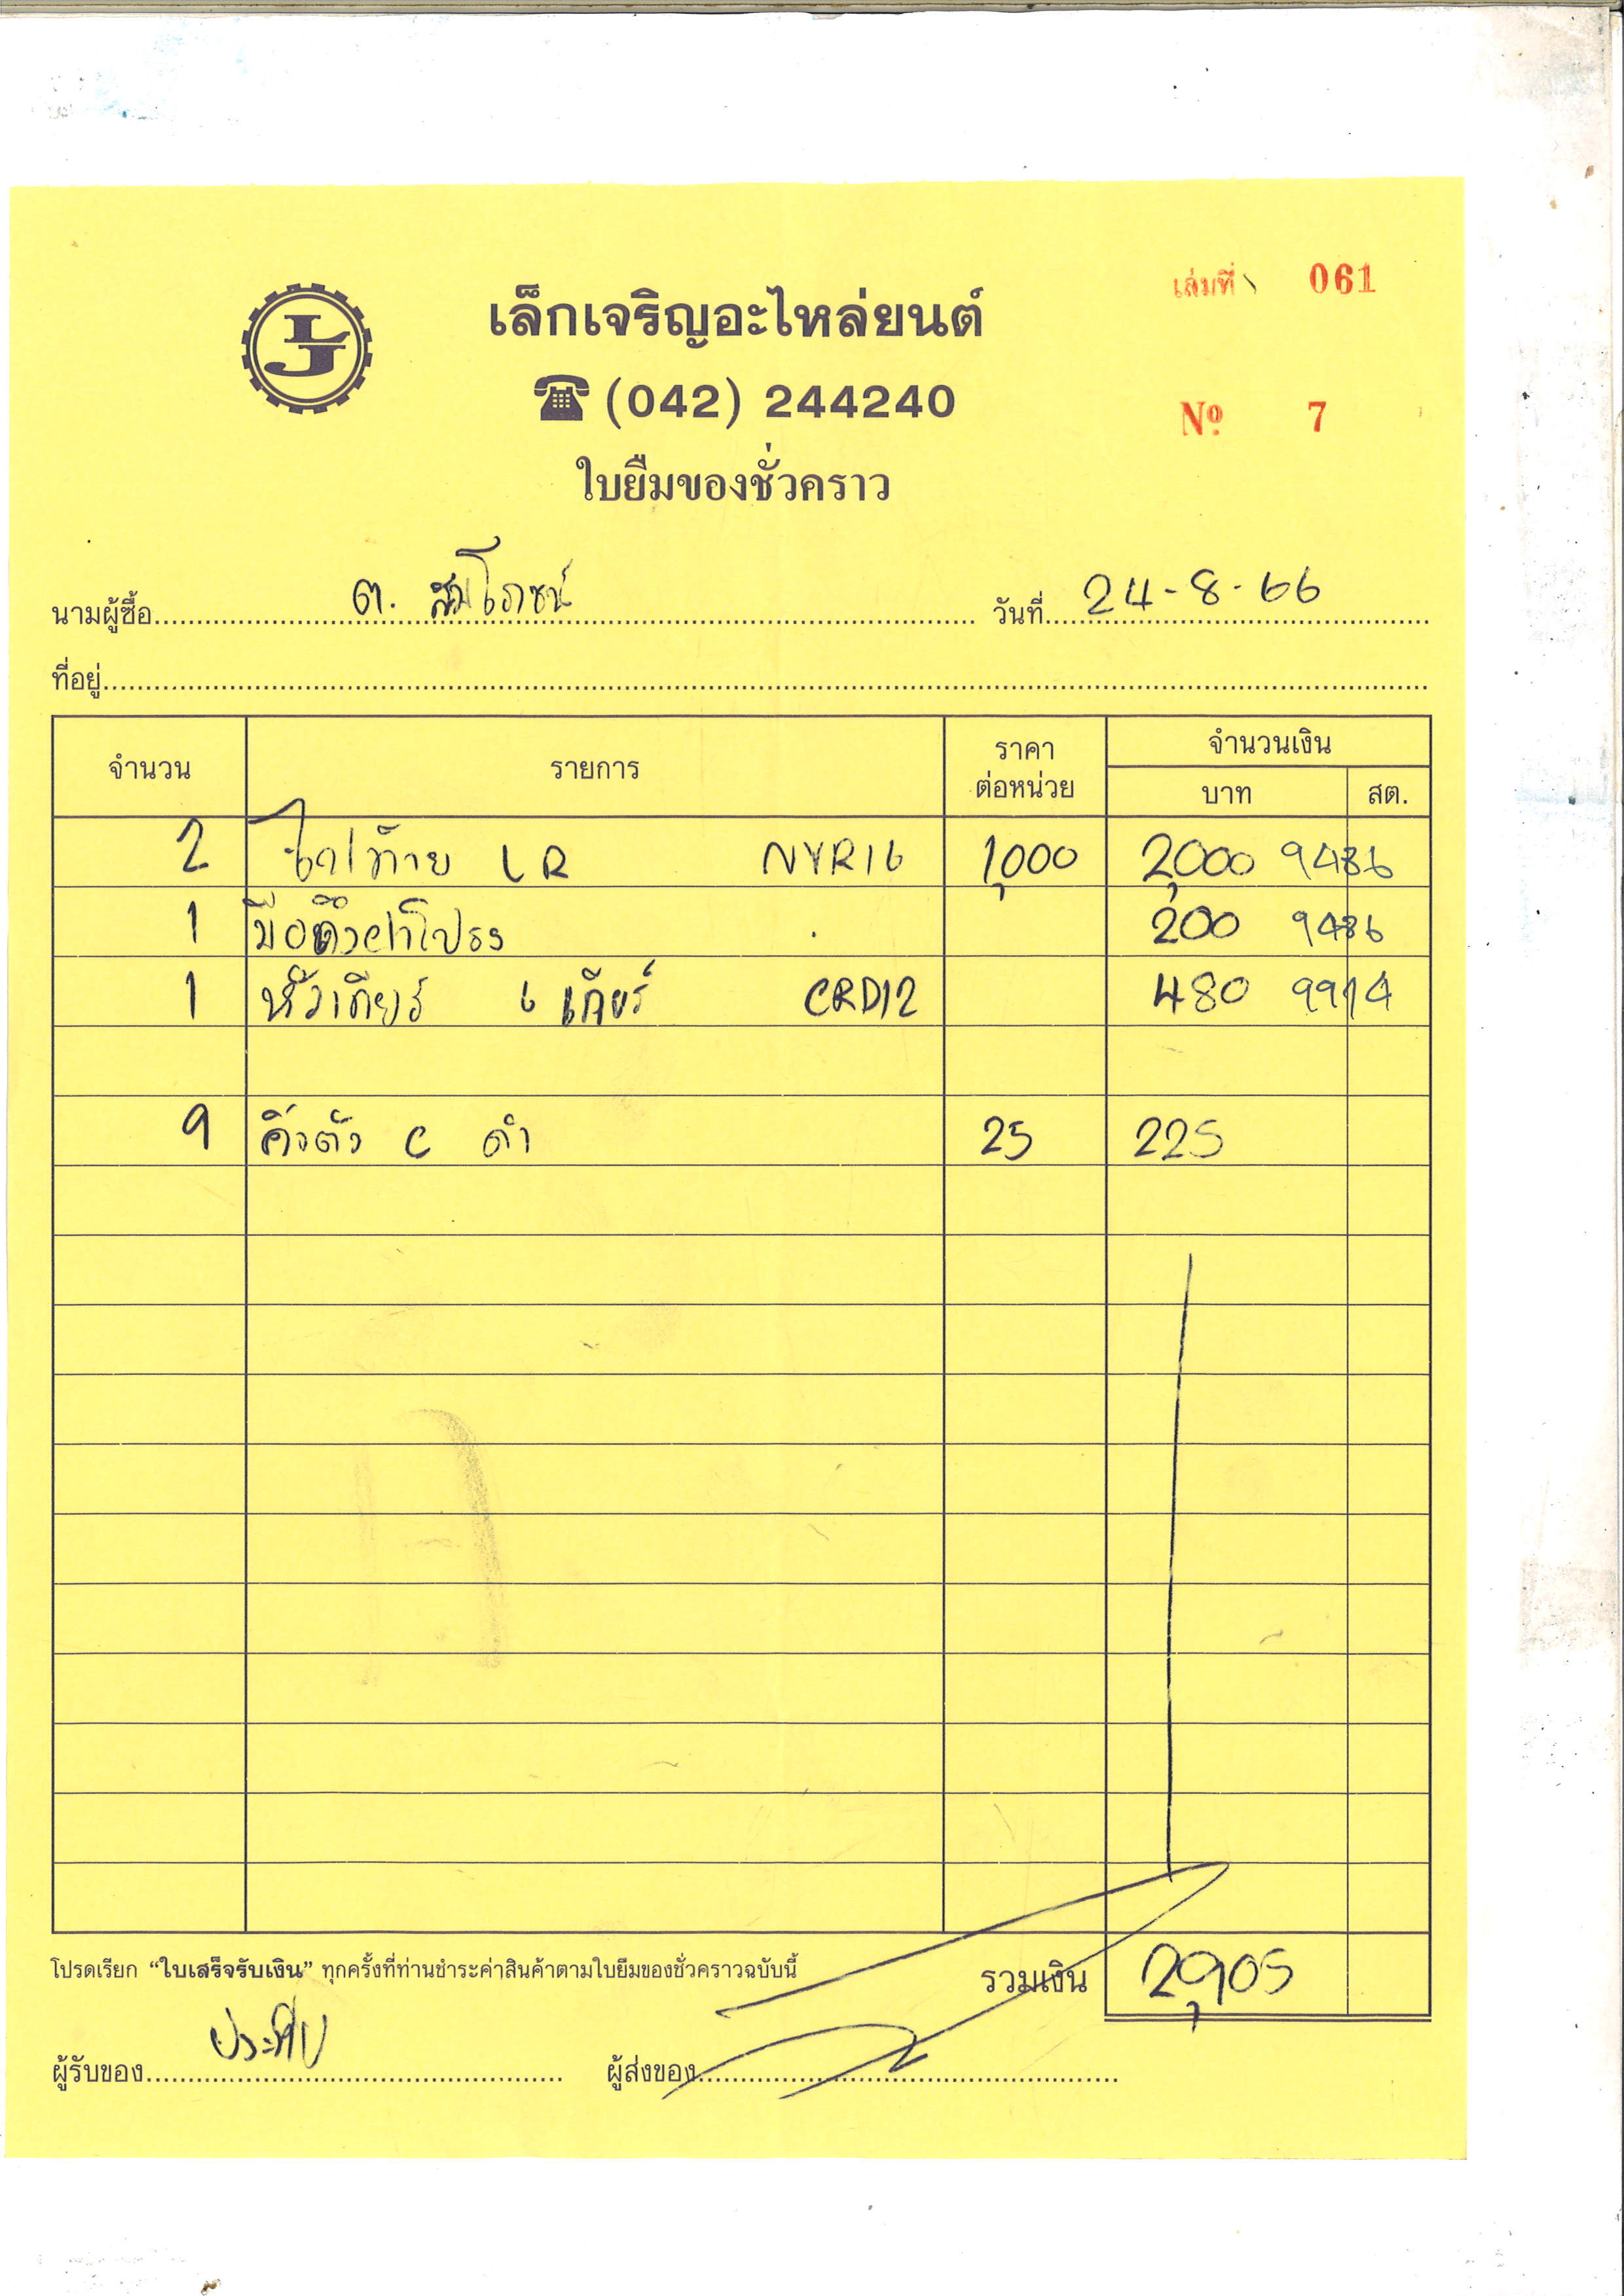 เล่มที่ 061
LJ
เล็กเจริญอะไหล่ยนต์
(042) 244240
Nº 7
ใบยืมของชั่วคราว
นามผู้ซื้อ ต. สมโภชน์ วันที่ 24-8-66
ที่อยู่
จำนวน รายการ ราคาต่อหน่วย จำนวนเงิน
บาท สต.
2 ไฟท้าย LR NYR16 1,000 2,000 9486
1 มือดึงฝาโปรง 200 9486
1 หัวเกียร์ 6 เกียร์ CRD12 480 9914
9 คิ้ว C ดำ 25 225
โปรดเรียก “ใบเสร็จรับเงิน” ทุกครั้งที่ท่านชำระค่าสินค้าตามใบยืมของชั่วคราวฉบับนี้ รวมเงิน 2,905
ผู้รับของ ประทีป ผู้ส่งของ